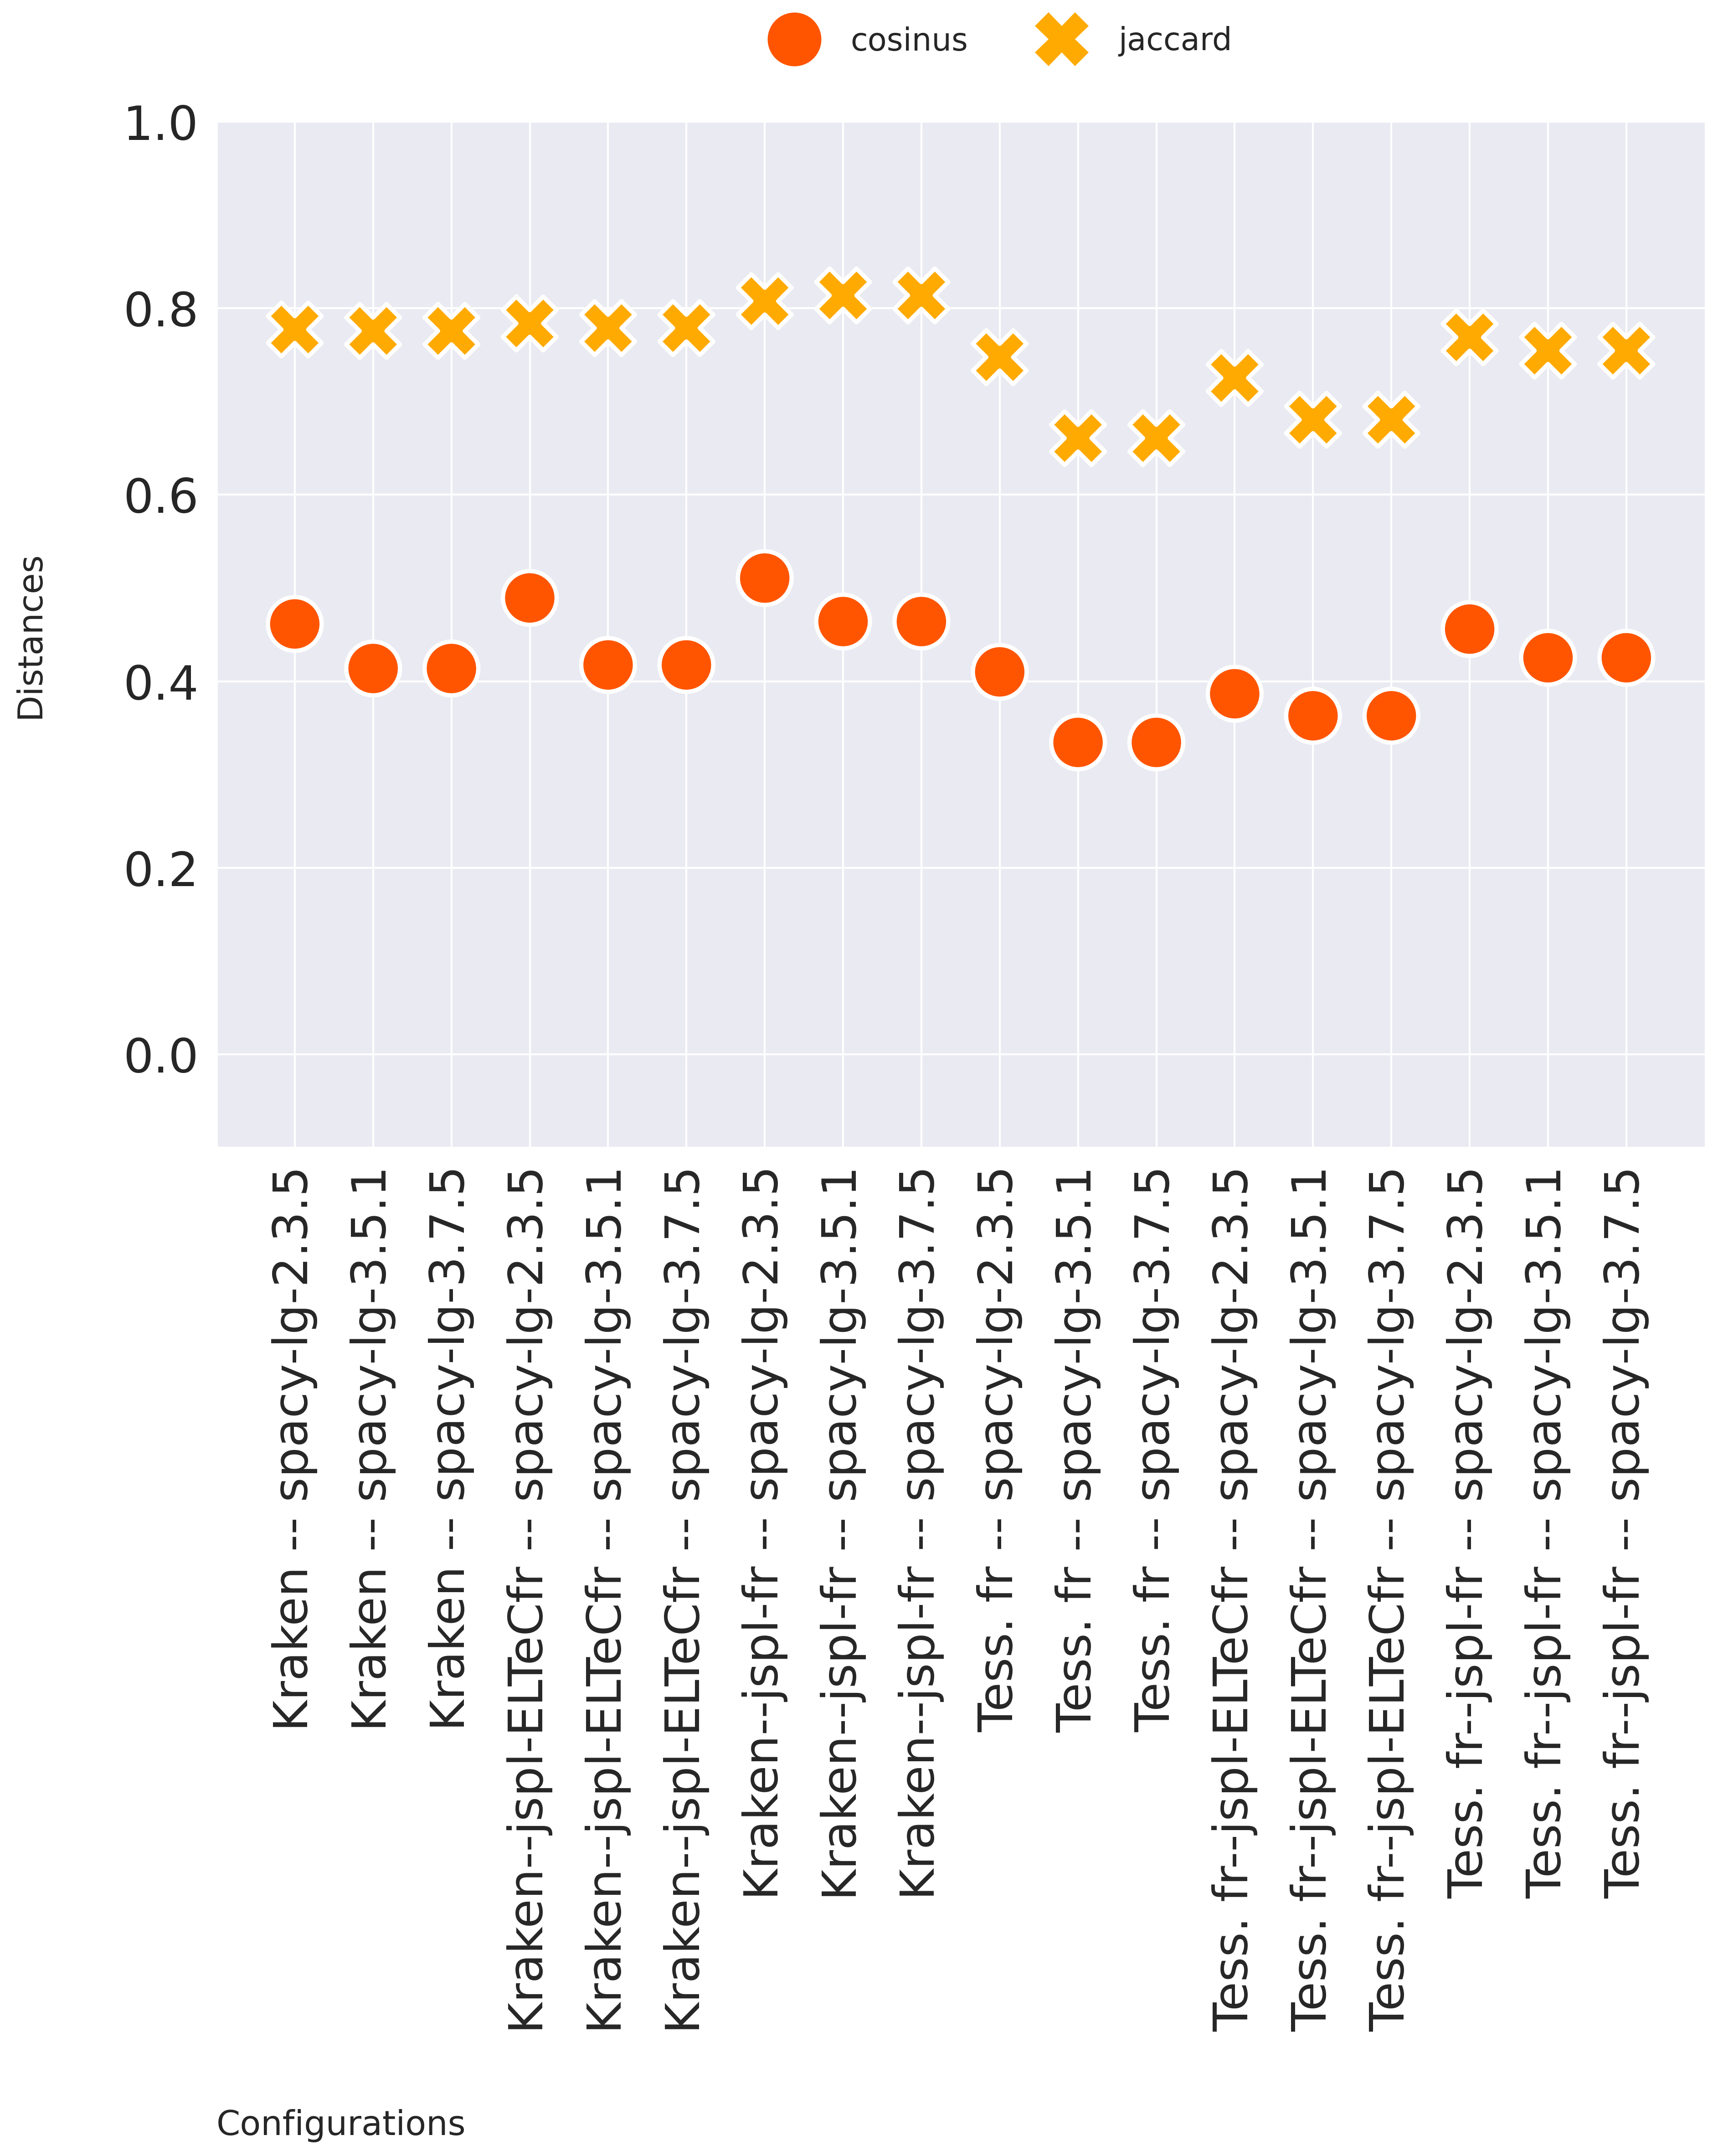 cosinus jaccard
Distances
1.0
0.8
0.6
0.4
0.2
0.0
Kraken -- spacy-lg-2.3.5
Kraken -- spacy-lg-3.5.1
Kraken -- spacy-lg-3.7.5
Kraken--jspl-ELTeCfr -- spacy-lg-2.3.5
Kraken--jspl-ELTeCfr -- spacy-lg-3.5.1
Kraken--jspl-ELTeCfr -- spacy-lg-3.7.5
Kraken--jspl-fr -- spacy-lg-2.3.5
Kraken--jspl-fr -- spacy-lg-3.5.1
Kraken--jspl-fr -- spacy-lg-3.7.5
Tess. fr -- spacy-lg-2.3.5
Tess. fr -- spacy-lg-3.5.1
Tess. fr -- spacy-lg-3.7.5
Tess. fr--jspl-ELTeCfr -- spacy-lg-2.3.5
Tess. fr--jspl-ELTeCfr -- spacy-lg-3.5.1
Tess. fr--jspl-ELTeCfr -- spacy-lg-3.7.5
Tess. fr--jspl-fr -- spacy-lg-2.3.5
Tess. fr--jspl-fr -- spacy-lg-3.5.1
Tess. fr--jspl-fr -- spacy-lg-3.7.5
Configurations